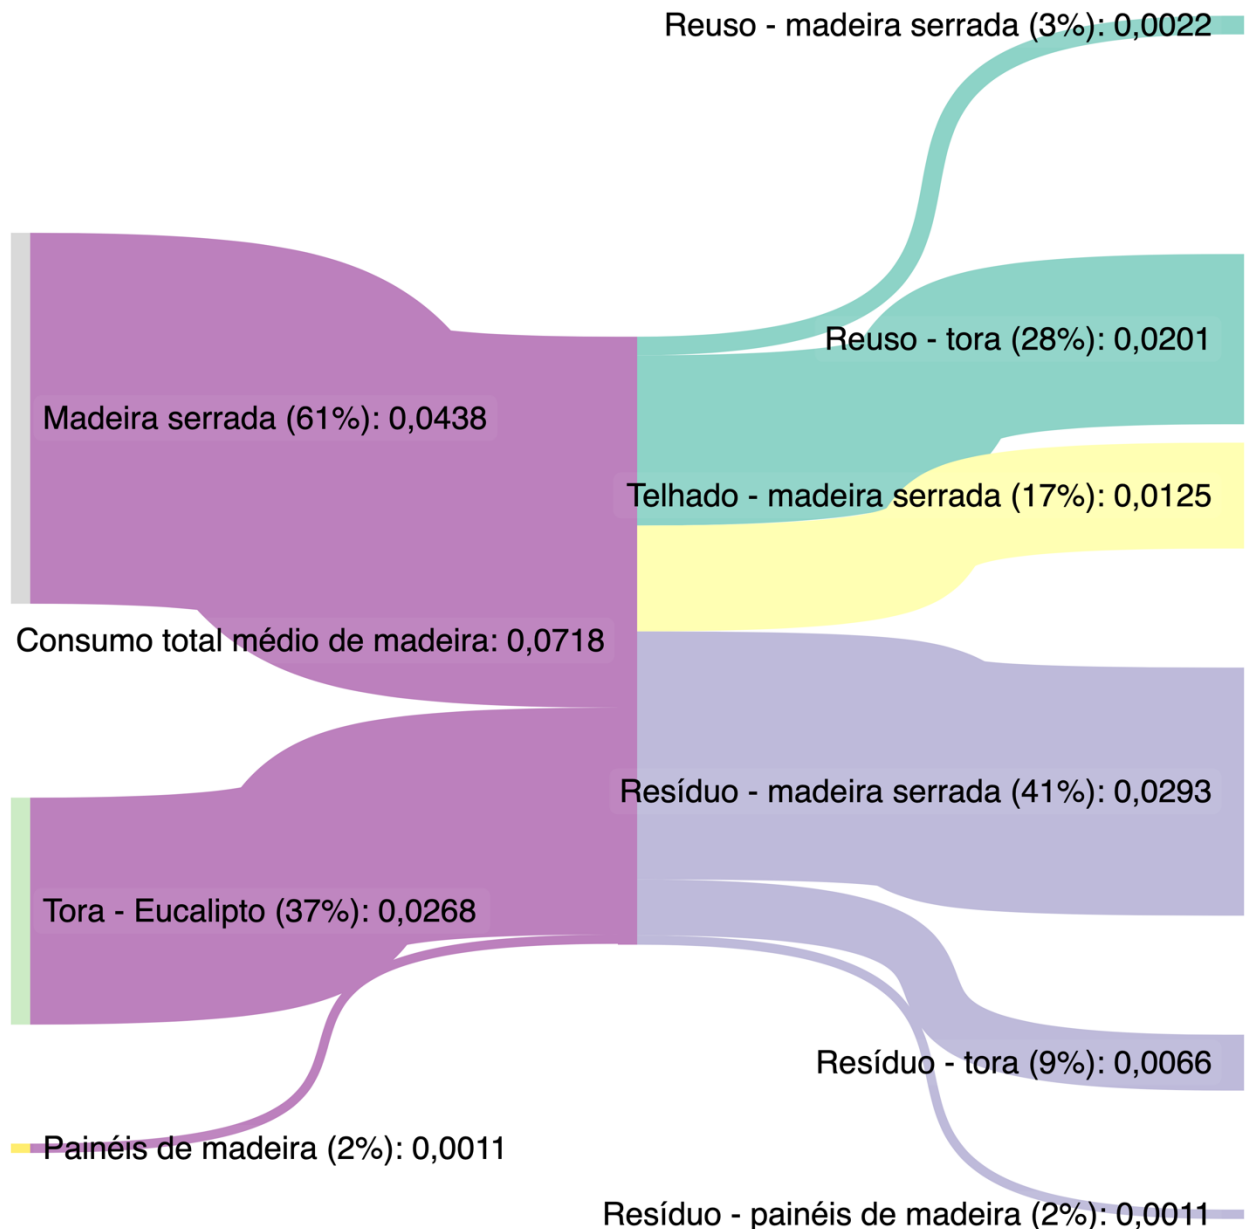 Reuso - madeira serrada (3%): 0,0022
Reuso - tora (28%): 0,0201
Madeira serrada (61%): 0,0438
Telhado - madeira serrada (17%): 0,0125
Consumo total médio de madeira: 0,0718
Resíduo - madeira serrada (41%): 0,0293
Tora - Eucalipto (37%): 0,0268
Resíduo - tora (9%): 0,0066
Painéis de madeira (2%): 0,0011
Resíduo - painéis de madeira (2%): 0,0011